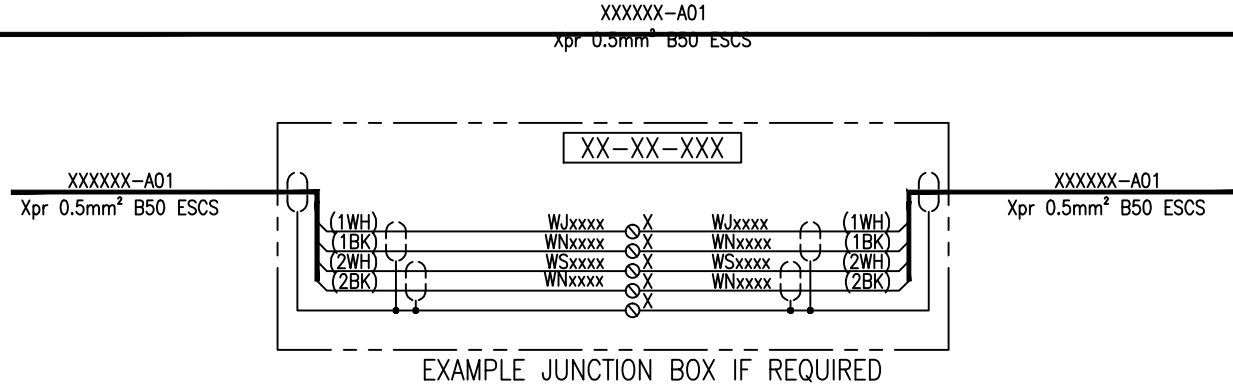 XXXXXX-A01
Xpr 0.5mm² B50 ESCS
XX-XX-XXX
XXXXXX-A01
XXXXXX-A01
Xpr 0.5mm² B50 ESCS
Xpr 0.5mm² B50 ESCS
(1WH) WJxxxx X WJxxxx (1WH)
(1BK) WNxxxx X WNxxxx (1BK)
(2WH) WSxxxx X WSxxxx (2WH)
(2BK) WNxxxx X WNxxxx (2BK)
X
EXAMPLE JUNCTION BOX IF REQUIRED